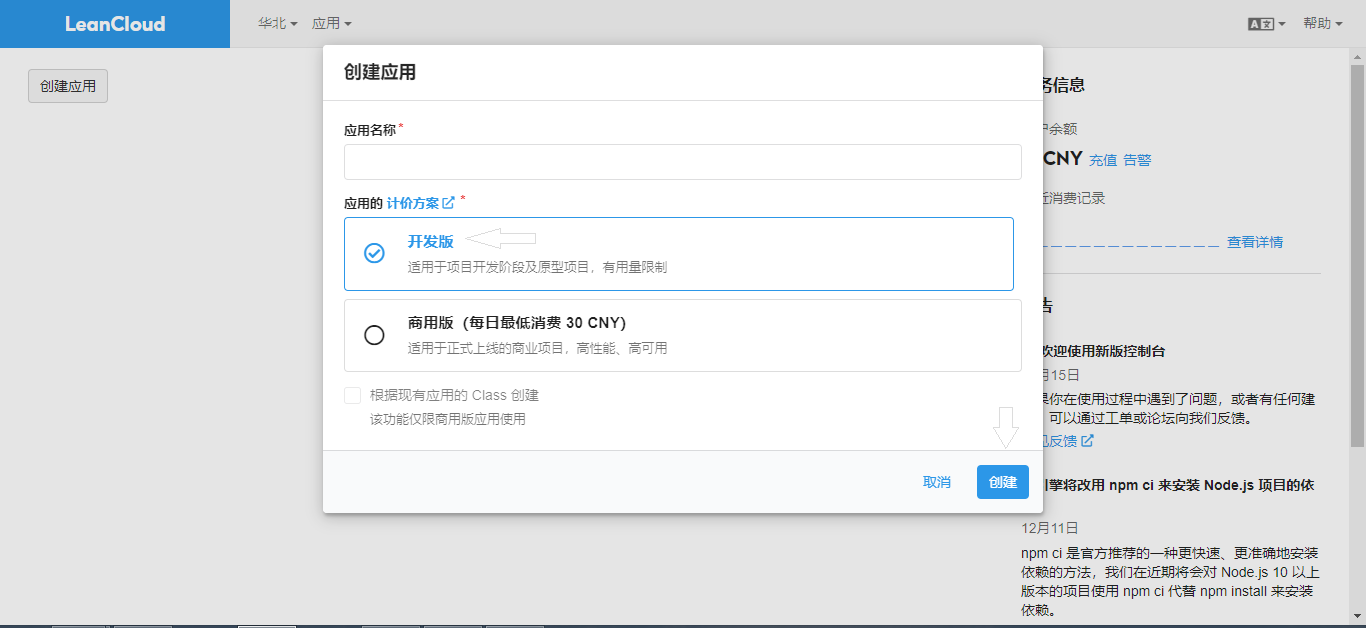 LeanCloud
华北
应用
帮助
创建应用
创建应用
应用名称*
应用的 计价方案 *
开发版
适用于项目开发阶段及原型项目，有用量限制
商用版（每日最低消费 30 CNY）
适用于正式上线的商业项目，高性能、高可用
根据现有应用的 Class 创建
该功能仅限商用版应用使用
取消
创建
务信息
户余额
CNY 充值 告警
近消费记录
查看详情
告
欢迎使用新版控制台
月15日
果你在使用过程中遇到了问题，或者有任何建
可以通过工单或论坛向我们反馈。
见反馈
擎将改用 npm ci 来安装 Node.js 项目的依
12月11日
npm ci 是官方推荐的一种更快速、更准确地安装
依赖的方法，我们在近期将会对 Node.js 10 以上
版本的项目使用 npm ci 代替 npm install 来安装
依赖。